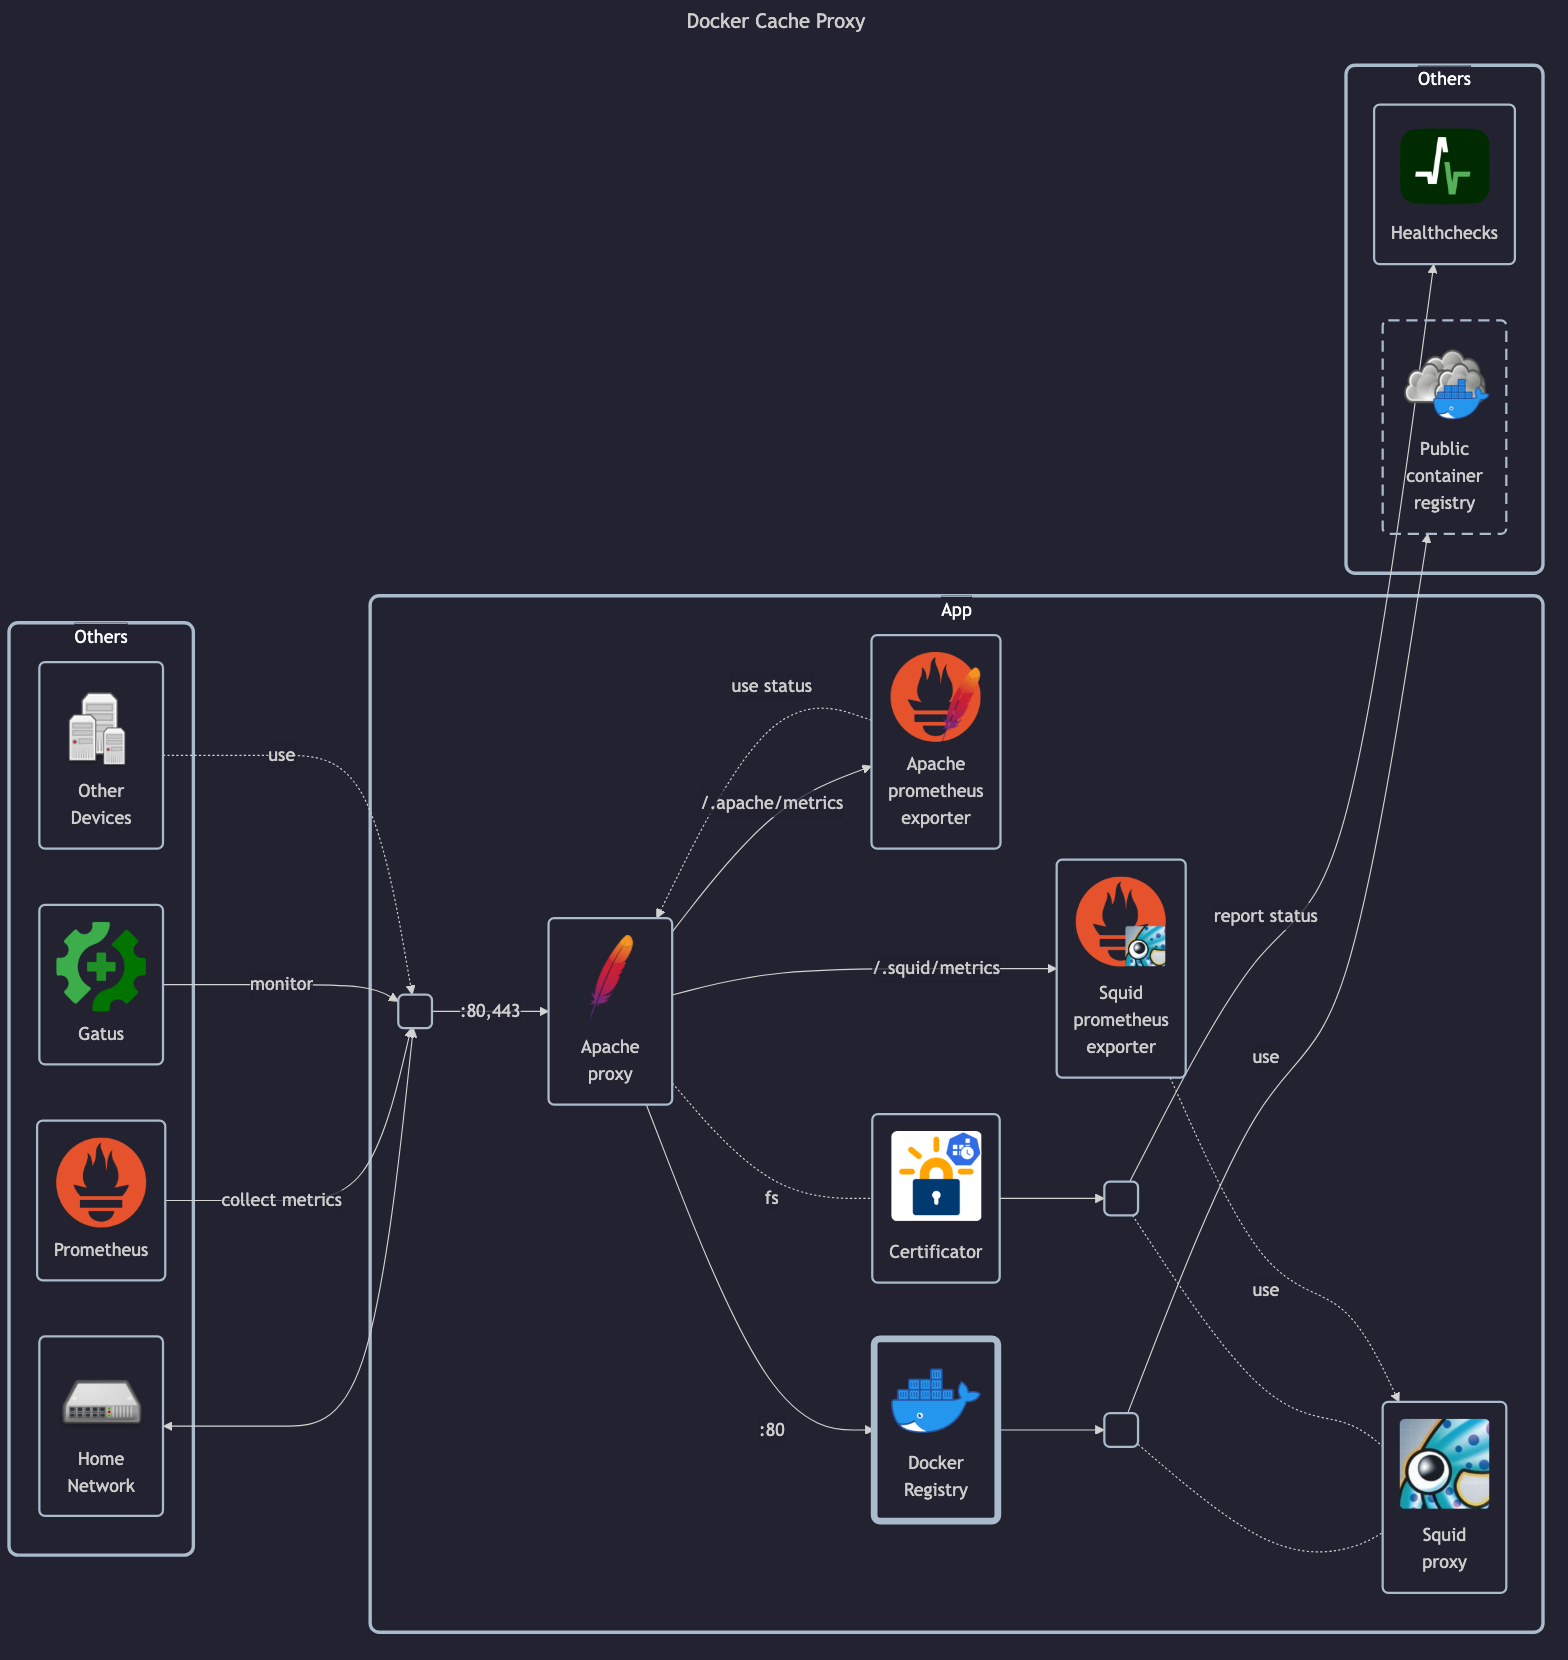 Docker Cache Proxy
Others
Healthchecks
Public
container
registry
App
Others
Other
Devices
use
Gatus
monitor
Prometheus
collect metrics
Home
Network
:80,443
Apache
proxy
use status
/.apache/metrics
Apache
prometheus
exporter
/.squid/metrics
Squid
prometheus
exporter
report status
use
fs
Certificator
use
:80
Docker
Registry
Squid
proxy